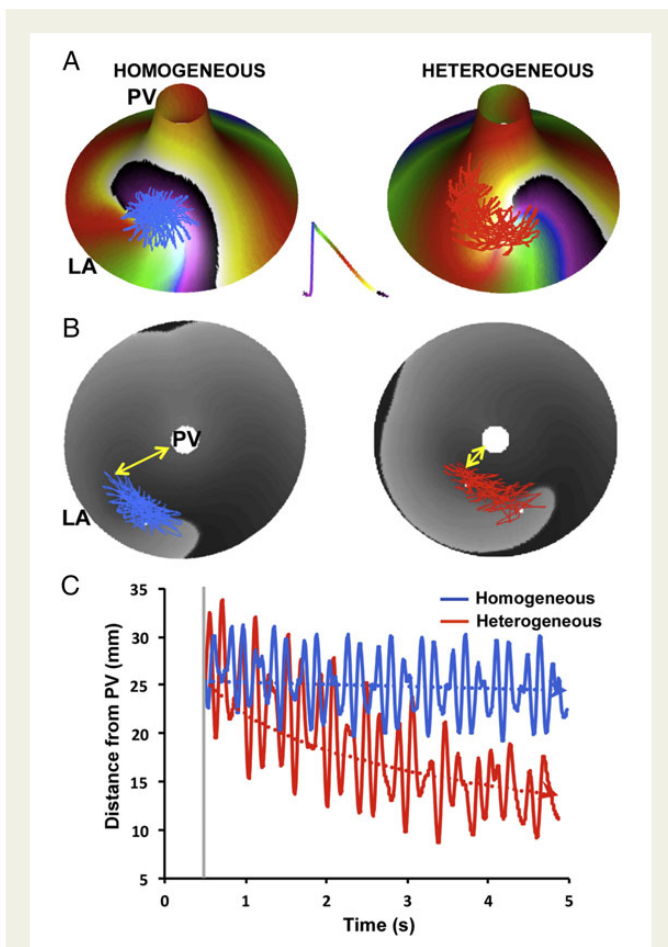 A
HOMOGENEOUS
HETEROGENEOUS
PV
LA
B
PV
LA
C
Homogeneous
Heterogeneous
Distance from PV (mm)
35
30
25
20
15
10
5
0
1
2
3
4
5
Time (s)